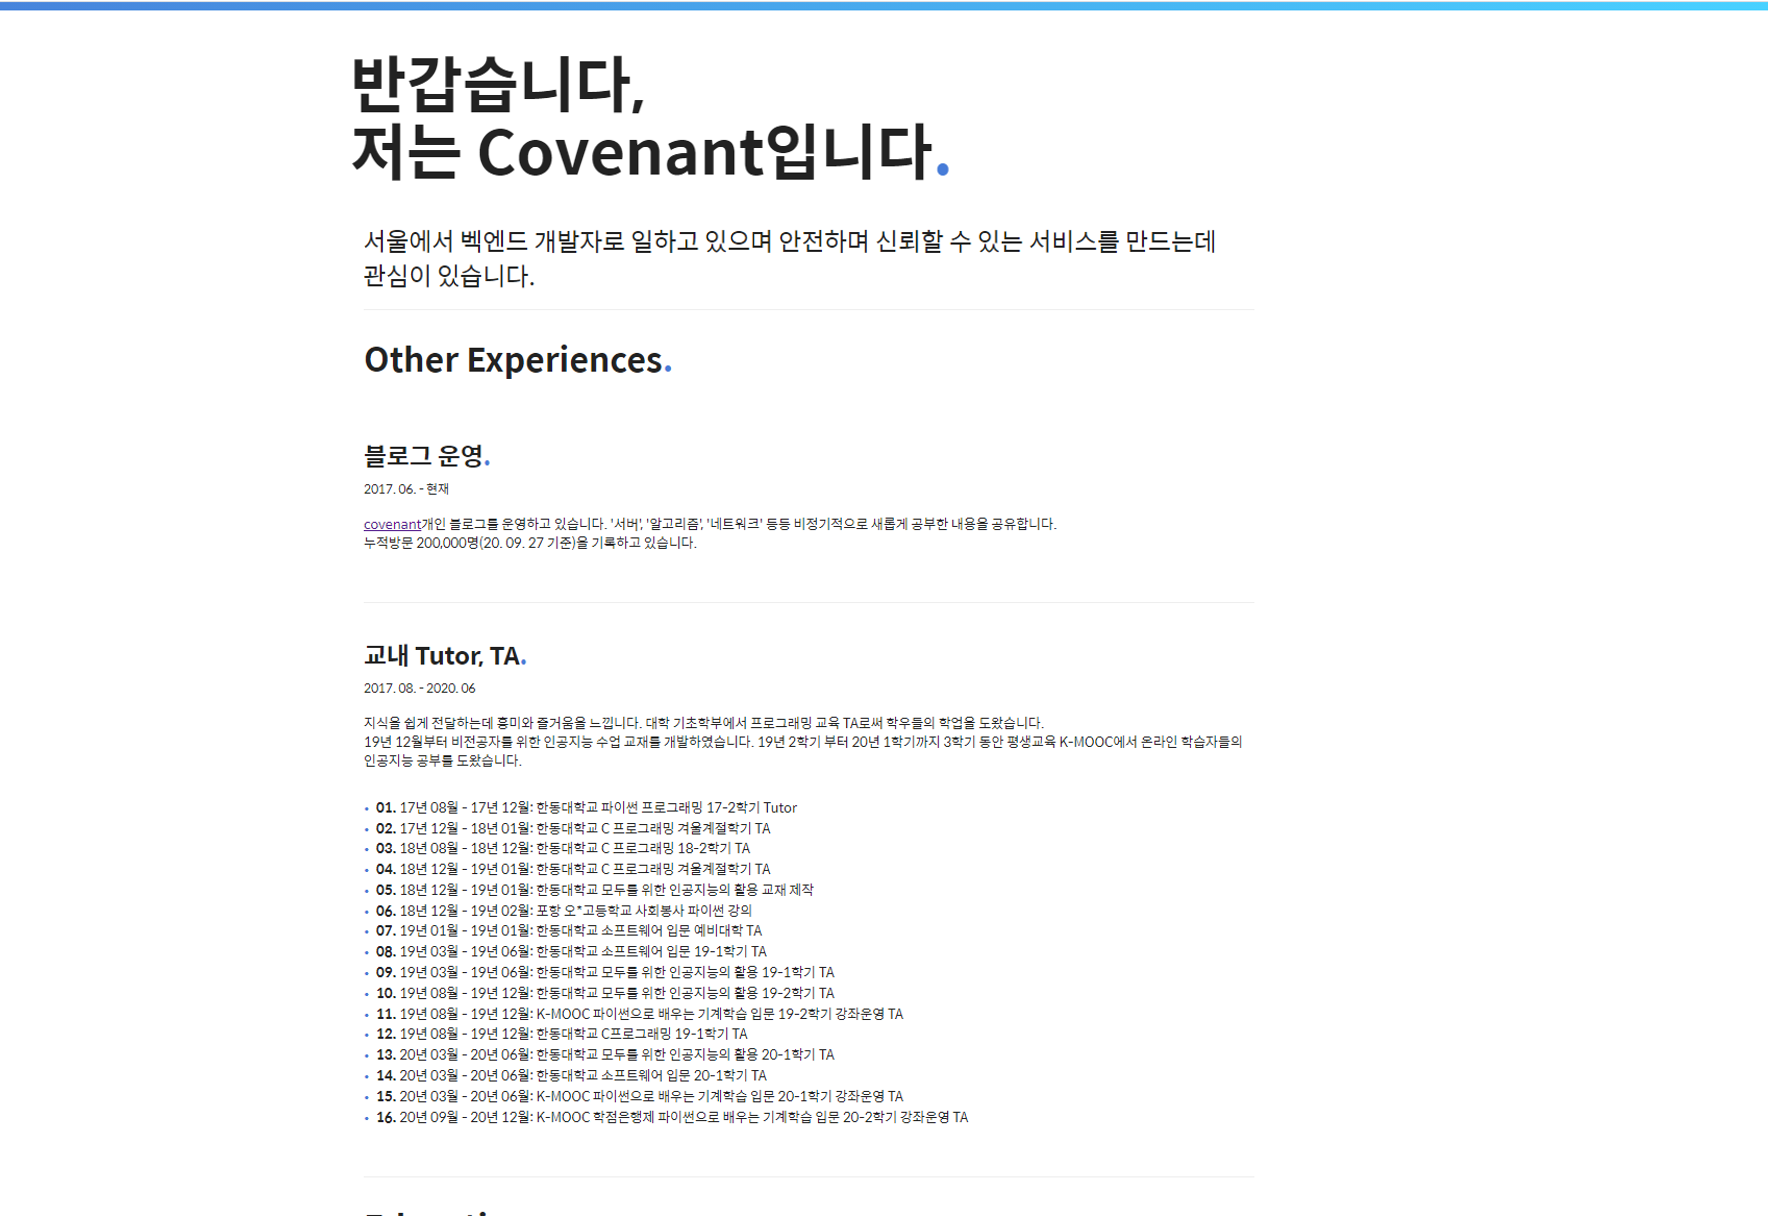 반갑습니다,
저는 Covenant입니다.
서울에서 벡엔드 개발자로 일하고 있으며 안전하며 신뢰할 수 있는 서비스를 만드는데
관심이 있습니다.
Other Experiences.
블로그 운영.
2017. 06. - 현재
covenant개인 블로그를 운영하고 있습니다. '서버', '알고리즘', '네트워크' 등등 비정기적으로 새롭게 공부한 내용을 공유합니다.
누적방문 200,000명(20. 09. 27 기준)을 기록하고 있습니다.
교내 Tutor, TA.
2017. 08. - 2020. 06
지식을 쉽게 전달하는데 흥미와 즐거움을 느낍니다. 대학 기초학부에서 프로그래밍 교육 TA로써 학우들의 학업을 도왔습니다.
19년 12월부터 비전공자를 위한 인공지능 수업 교재를 개발하였습니다. 19년 2학기 부터 20년 1학기까지 3학기 동안 평생교육 K-MOOC에서 온라인 학습자들의
인공지능 공부를 도왔습니다.
• 01. 17년 08월 - 17년 12월: 한동대학교 파이썬 프로그래밍 17-2학기 Tutor
• 02. 17년 12월 - 18년 01월: 한동대학교 C 프로그래밍 겨울계절학기 TA
• 03. 18년 08월 - 18년 12월: 한동대학교 C 프로그래밍 18-2학기 TA
• 04. 18년 12월 - 19년 01월: 한동대학교 C 프로그래밍 겨울계절학기 TA
• 05. 18년 12월 - 19년 01월: 한동대학교 모두를 위한 인공지능의 활용 교재 제작
• 06. 18년 12월 - 19년 02월: 포항 오*고등학교 사회봉사 파이썬 강의
• 07. 19년 01월 - 19년 01월: 한동대학교 소프트웨어 입문 예비대학 TA
• 08. 19년 03월 - 19년 06월: 한동대학교 소프트웨어 입문 19-1학기 TA
• 09. 19년 03월 - 19년 06월: 한동대학교 모두를 위한 인공지능의 활용 19-1학기 TA
• 10. 19년 08월 - 19년 12월: 한동대학교 모두를 위한 인공지능의 활용 19-2학기 TA
• 11. 19년 08월 - 19년 12월: K-MOOC 파이썬으로 배우는 기계학습 입문 19-2학기 강좌운영 TA
• 12. 19년 08월 - 19년 12월: 한동대학교 C프로그래밍 19-1학기 TA
• 13. 20년 03월 - 20년 06월: 한동대학교 모두를 위한 인공지능의 활용 20-1학기 TA
• 14. 20년 03월 - 20년 06월: 한동대학교 소프트웨어 입문 20-1학기 TA
• 15. 20년 03월 - 20년 06월: K-MOOC 파이썬으로 배우는 기계학습 입문 20-1학기 강좌운영 TA
• 16. 20년 09월 - 20년 12월: K-MOOC 학점은행제 파이썬으로 배우는 기계학습 입문 20-2학기 강좌운영 TA